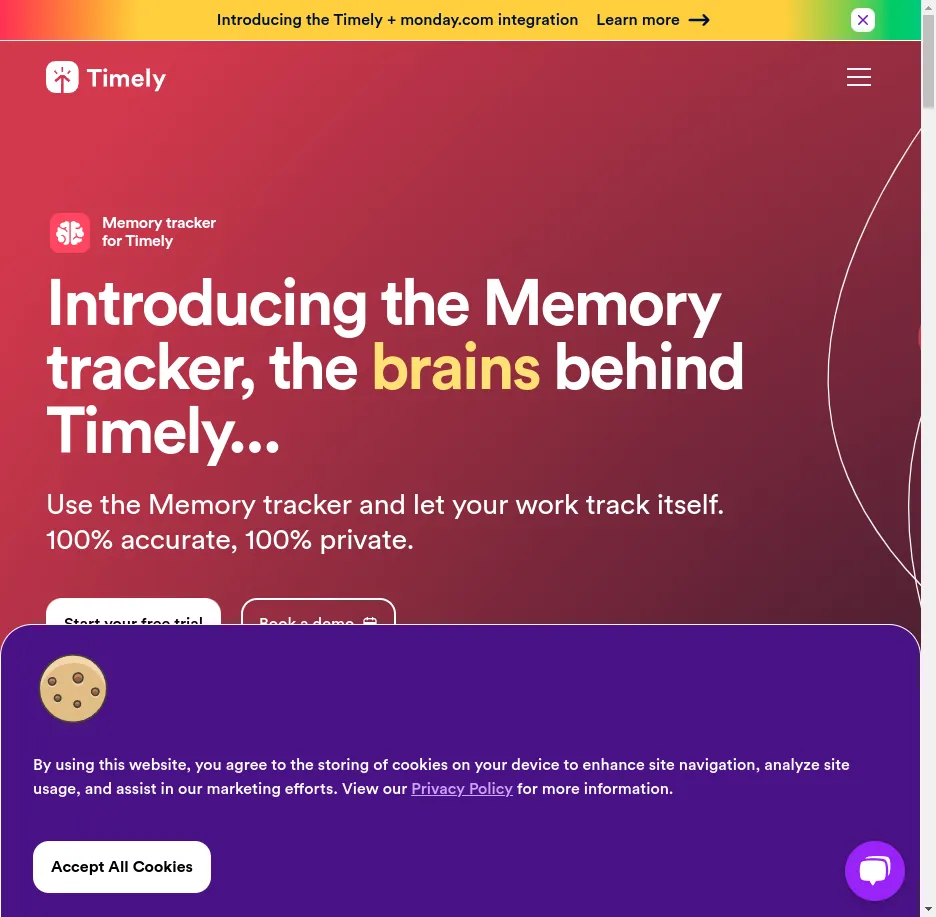 Introducing the Timely + monday.com integration Learn more
Timely
Memory tracker
for Timely
Introducing the Memory
tracker, the brains behind
Timely...
Use the Memory tracker and let your work track itself.
100% accurate, 100% private.
Start your free trial Book a demo
By using this website, you agree to the storing of cookies on your device to enhance site navigation, analyze site
usage, and assist in our marketing efforts. View our Privacy Policy for more information.
Accept All Cookies